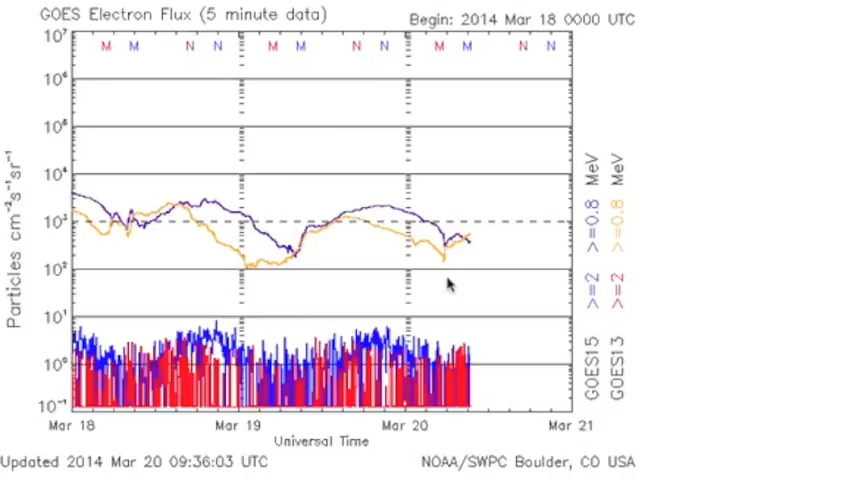 GOES Electron Flux (5 minute data)
Begin: 2014 Mar 18 0000 UTC
M M N N M M N N M M N N
10⁷
10⁶
10⁵
10⁴
10³
10²
10¹
10⁰
10⁻¹
Particles cm⁻²s⁻¹sr⁻¹
Mar 18 Mar 19 Mar 20 Mar 21
Universal Time
GOES15 >=2 >=0.8 MeV
GOES13 >=2 >=0.8 MeV
Updated 2014 Mar 20 09:36:03 UTC
NOAA/SWPC Boulder, CO USA